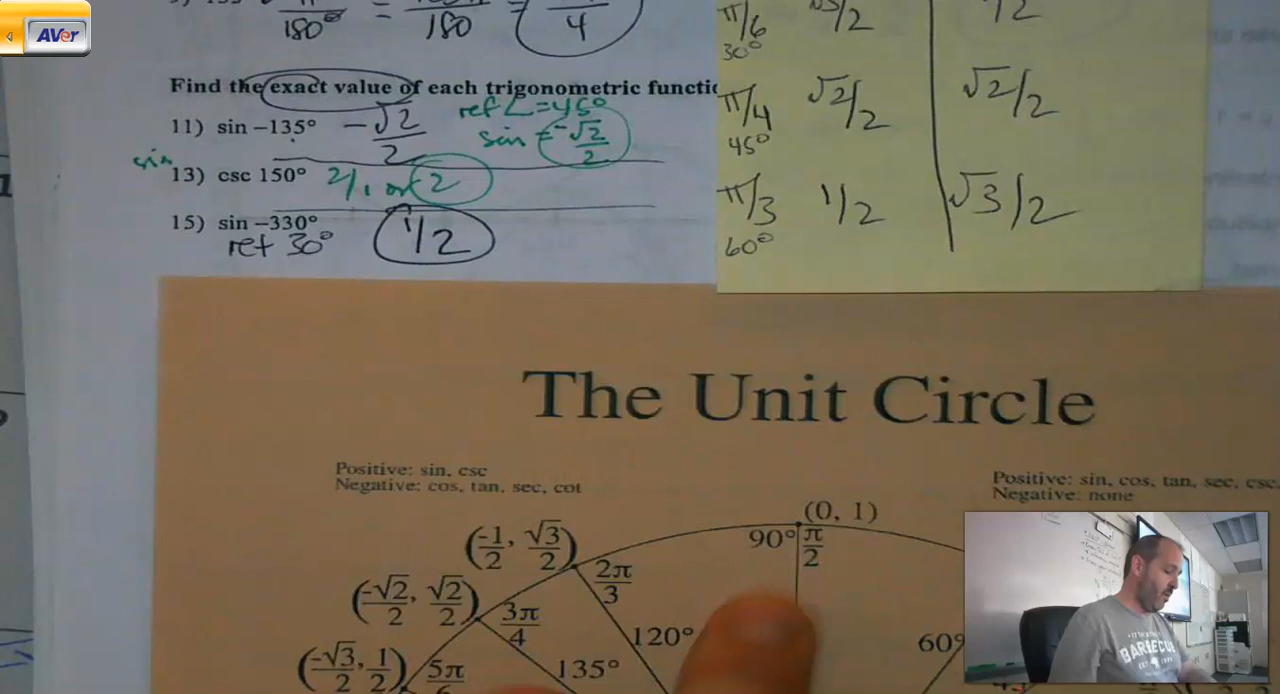 AVer
180° = 180 = 4
π/6 √3/2 1/2
30°
Find the exact value of each trigonometric functi
11) sin −135° −√2/2 ref ∠ = 45°
sin = −√2/2
π/4 √2/2 √2/2
45°
sin
13) csc 150° 2/1 or 2
15) sin −330° 1/2
ref 30°
π/3 1/2 √3/2
60°
The Unit Circle
Positive: sin, csc
Negative: cos, tan, sec, cot
Positive: sin, cos, tan, sec, csc,
Negative: none
(0, 1)
90° π/2
(-1/2, √3/2)
2π/3
(-√2/2, √2/2)
3π/4
120°
60°
(-√3/2, 1/2)
5π/6
135°
BARBECUE